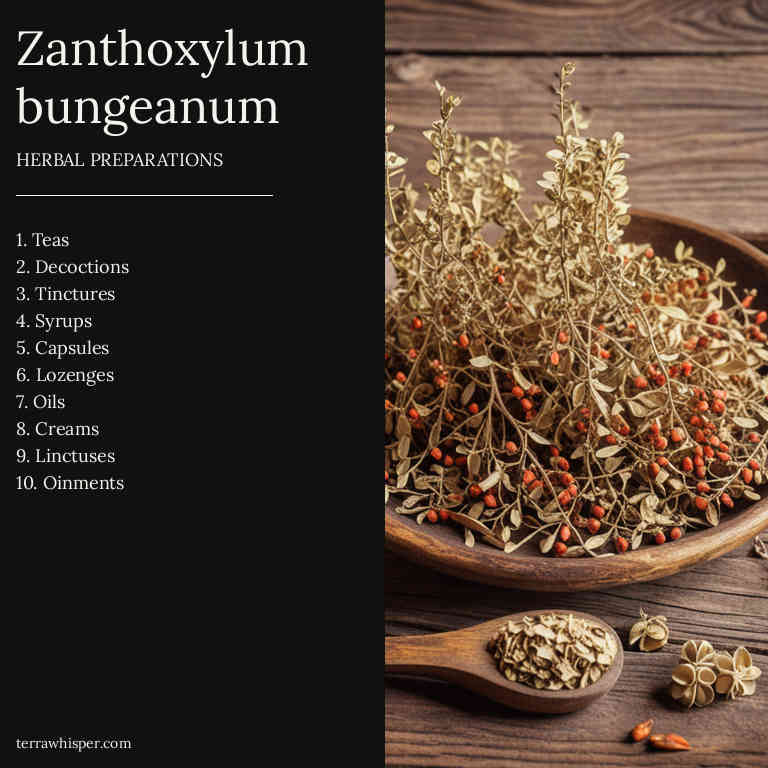 Zanthoxylum
bungeanum
HERBAL PREPARATIONS
1. Teas
2. Decoctions
3. Tinctures
4. Syrups
5. Capsules
6. Lozenges
7. Oils
8. Creams
9. Linctuses
10. Oinments
terrawhisper.com